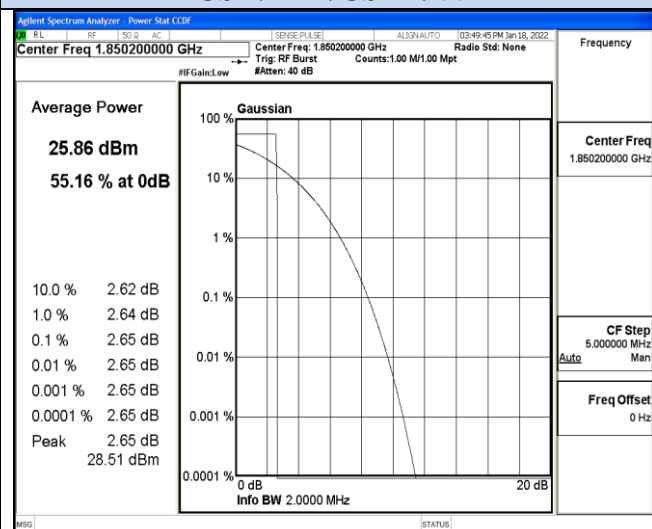 Agilent Spectrum Analyzer - Power Stat CCDF
RL RF 50 Ω AC SENSE:PULSE ALIGNAUTO 03:49:45 PM Jan 18, 2022
Center Freq 1.850200000 GHz
Center Freq: 1.850200000 GHz Radio Std: None
Trig: RF Burst Counts:1.00 M/1.00 Mpt
#IFGain:Low #Atten: 40 dB
Frequency
Average Power
25.86 dBm
55.16 % at 0dB
10.0 % 2.62 dB
1.0 % 2.64 dB
0.1 % 2.65 dB
0.01 % 2.65 dB
0.001 % 2.65 dB
0.0001 % 2.65 dB
Peak 2.65 dB
28.51 dBm
Gaussian
100 %
10 %
1 %
0.1 %
0.01 %
0.001 %
0.0001 %
0 dB 20 dB
Info BW 2.0000 MHz
Center Freq
1.850200000 GHz
CF Step
5.000000 MHz
Auto Man
Freq Offset
0 Hz
MSG STATUS